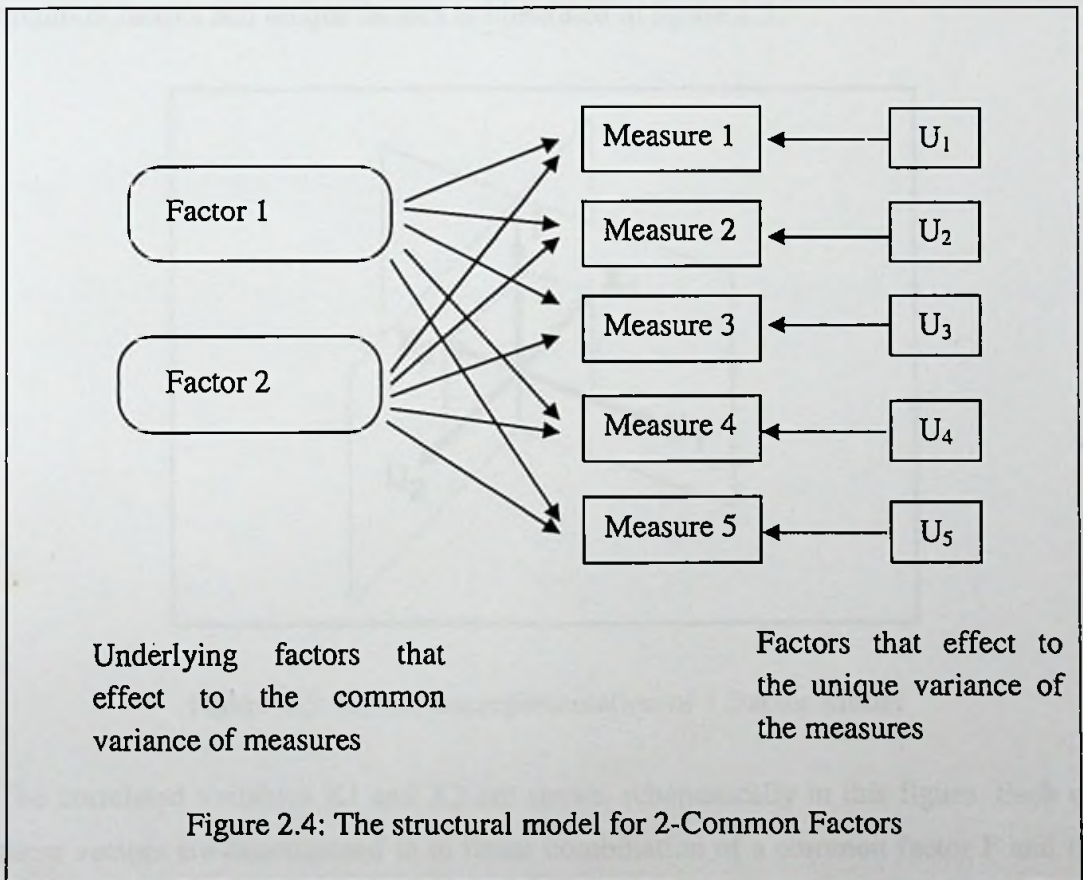 Measure 1
U₁
Factor 1
Measure 2
U₂
Measure 3
U₃
Factor 2
Measure 4
U₄
Measure 5
U₅
Underlying factors that
effect to the common
variance of measures
Factors that effect to
the unique variance of
the measures
Figure 2.4: The structural model for 2-Common Factors